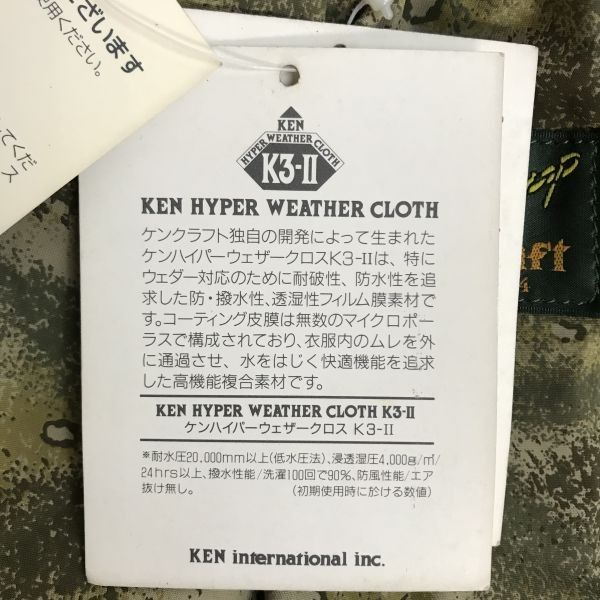 ざいます
使用ください。
てくだ
ス
KEN
HYPER WEATHER CLOTH
K3-II
KEN HYPER WEATHER CLOTH
ケンクラフト独自の開発によって生まれた
ケンハイパーウェザークロスK3-IIは、特に
ウェダー対応のために耐破性、防水性を追
求した防・撥水性、透湿性フィルム膜素材で
す。コーティング皮膜は無数のマイクロポー
ラスで構成されており、衣服内のムレを外
に通過させ、水をはじく快適機能を追求
した高機能複合素材です。
KEN HYPER WEATHER CLOTH K3-II
ケンハイパーウェザークロス K3-II
※耐水圧20,000mm以上(低水圧法)、浸透湿圧4,000g/㎡/
24hrs以上、撥水性能/洗濯100回で90%、防風性能/エア
抜け無し。 (初期使用時に於ける数値)
KEN international inc.